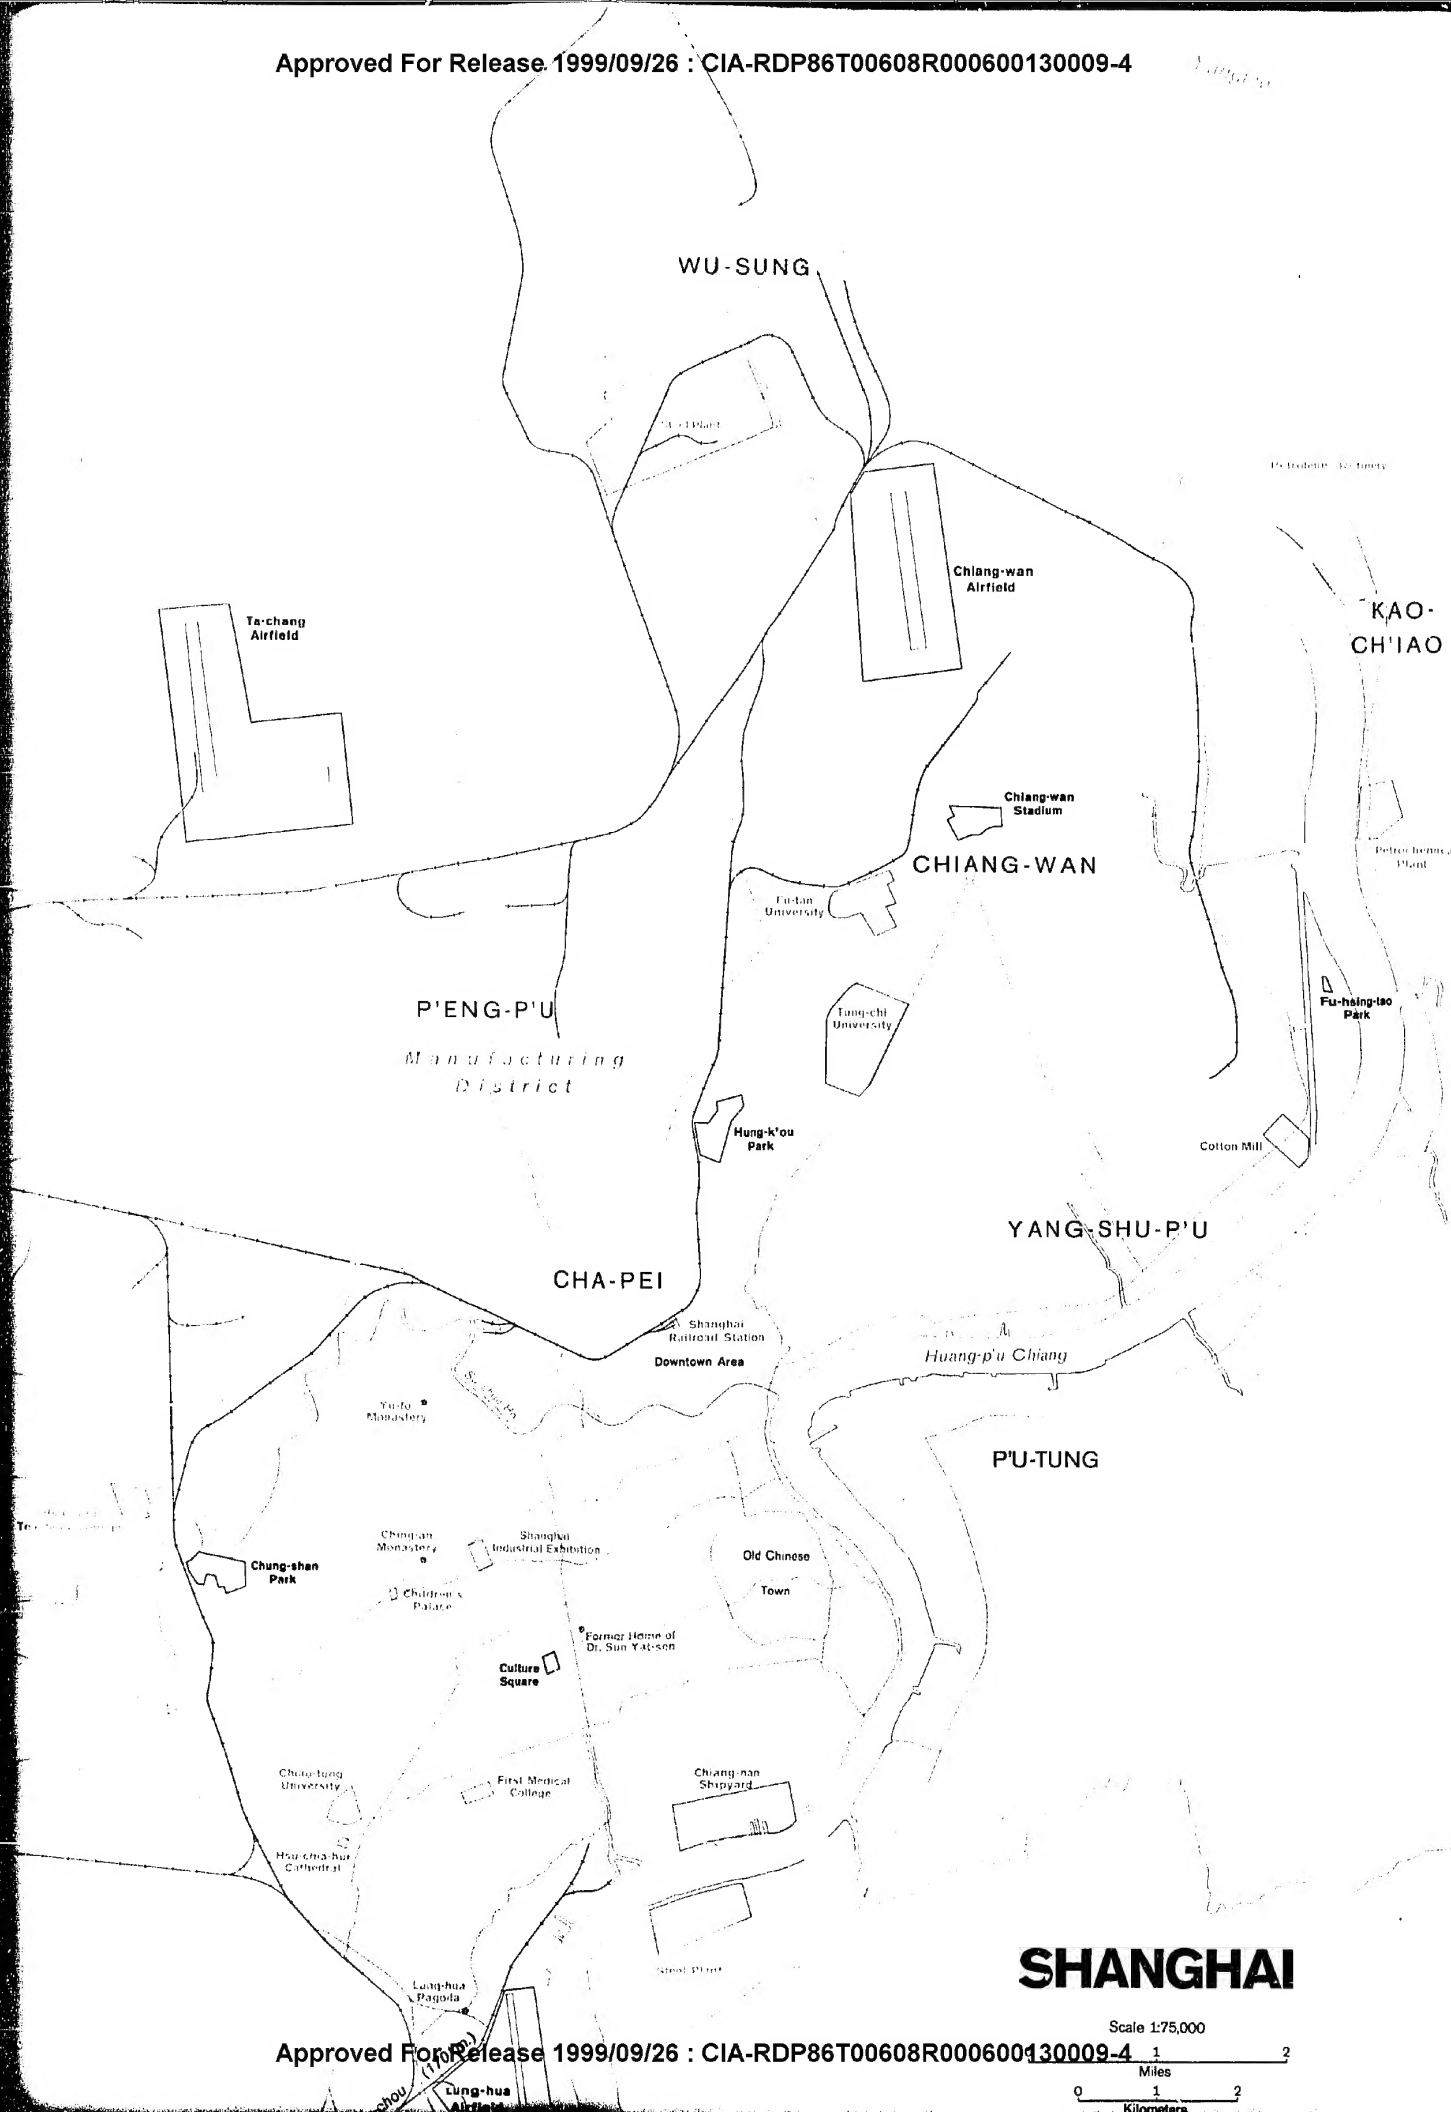 Approved For Release 1999/09/26 : CIA-RDP86T00608R000600130009-4
WU-SUNG
Plant
Refinery
Chiang-wan
Airfield
KAO-
CH'IAO
Ta-chang
Airfield
Chiang-wan
Stadium
CHIANG-WAN
Plant
Fu-tan
University
P'ENG-P'U
Manufacturing
District
Tung-chi
University
Fu-hsing-tao
Park
Hung-k'ou
Park
Cotton Mill
YANG-SHU-P'U
CHA-PEI
Shanghai
Railroad Station
Downtown Area
Huang-p'u Chiang
Yu-fo
Monastery
P'U-TUNG
Ching-an
Monastery
Shanghai
Industrial Exhibition
Old Chinese
Town
Chung-shan
Park
Children's
Palace
Former Home of
Dr. Sun Yat-sen
Culture
Square
Chiao-tung
University
First Medical
College
Chiang-nan
Shipyard
Hsu-chia-hui
Cathedral
Steel Plant
Lung-hua
Pagoda
SHANGHAI
Scale 1:75,000
Approved For Release 1999/09/26 : CIA-RDP86T00608R000600130009-4
1 2
Miles
0 1 2
Kilometers
chou
Lung-hua
Airfield